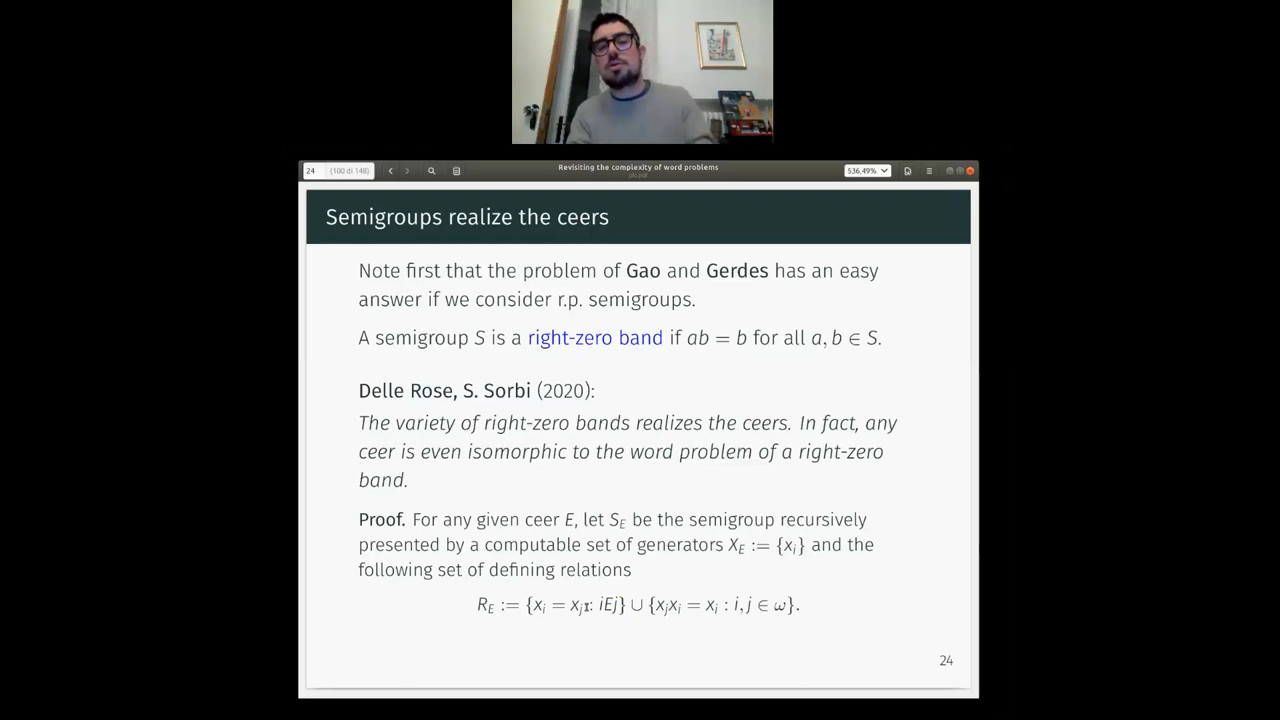 24 (100 di 148) Revisiting the complexity of word problems 536,49%
Semigroups realize the ceers
Note first that the problem of Gao and Gerdes has an easy
answer if we consider r.p. semigroups.
A semigroup S is a right-zero band if ab = b for all a, b ∈ S.
Delle Rose, S. Sorbi (2020):
The variety of right-zero bands realizes the ceers. In fact, any
ceer is even isomorphic to the word problem of a right-zero
band.
Proof. For any given ceer E, let S_E be the semigroup recursively
presented by a computable set of generators X_E := {x_i} and the
following set of defining relations
R_E := {x_i = x_j : iEj} ∪ {x_jx_i = x_i : i, j ∈ ω}.
24